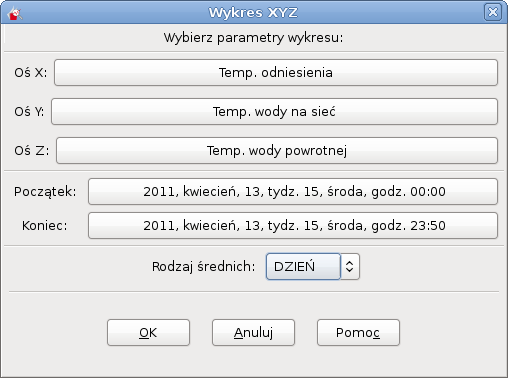 Wykres XYZ
Wybierz parametry wykresu:
Oś X: Temp. odniesienia
Oś Y: Temp. wody na sieć
Oś Z: Temp. wody powrotnej
Początek: 2011, kwiecień, 13, tydz. 15, środa, godz. 00:00
Koniec: 2011, kwiecień, 13, tydz. 15, środa, godz. 23:50
Rodzaj średnich: DZIEŃ
OK Anuluj Pomoc